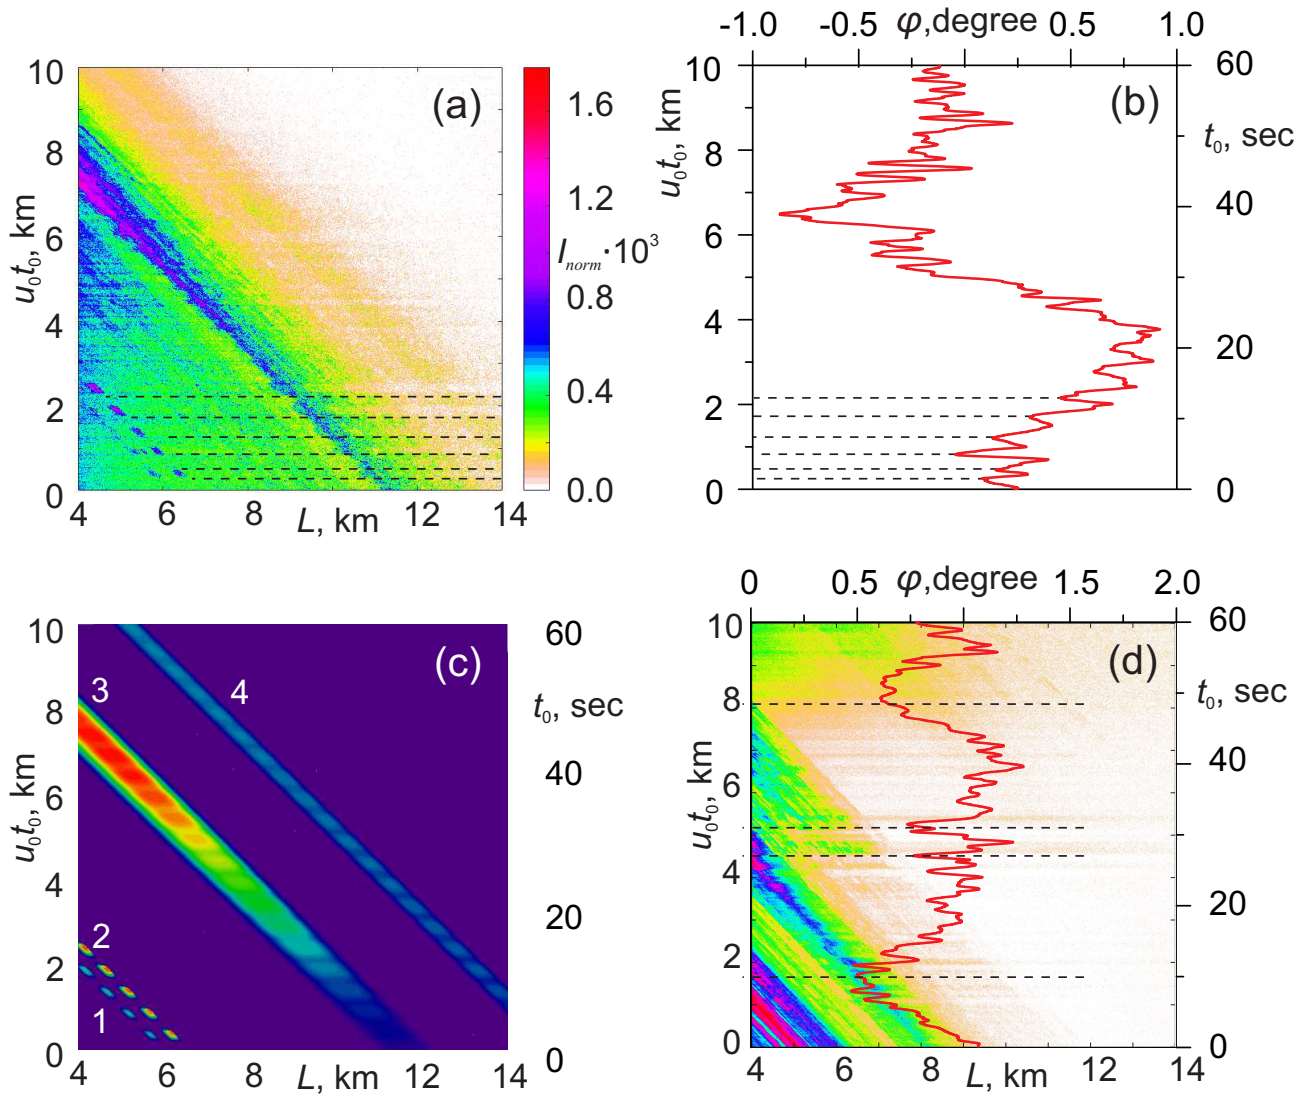 -1.0 -0.5 φ,degree 0.5 1.0
10
8
6
4
2
0
u₀t₀, km
(a)
4 6 8 L, km 12 14
1.6
1.2
Iₙₒᵣₘ·10³
0.8
0.4
0.0
10
8
6
4
2
0
u₀t₀, km
(b)
60
t₀, sec
40
20
0
10
8
6
4
2
0
u₀t₀, km
(c)
3
4
2
1
4 6 8 L, km 12 14
60
t₀, sec
40
20
0
0 0.5 φ,degree 1.5 2.0
10
8
6
4
2
0
u₀t₀, km
(d)
4 6 8 L, km 12 14
60
t₀, sec
40
20
0